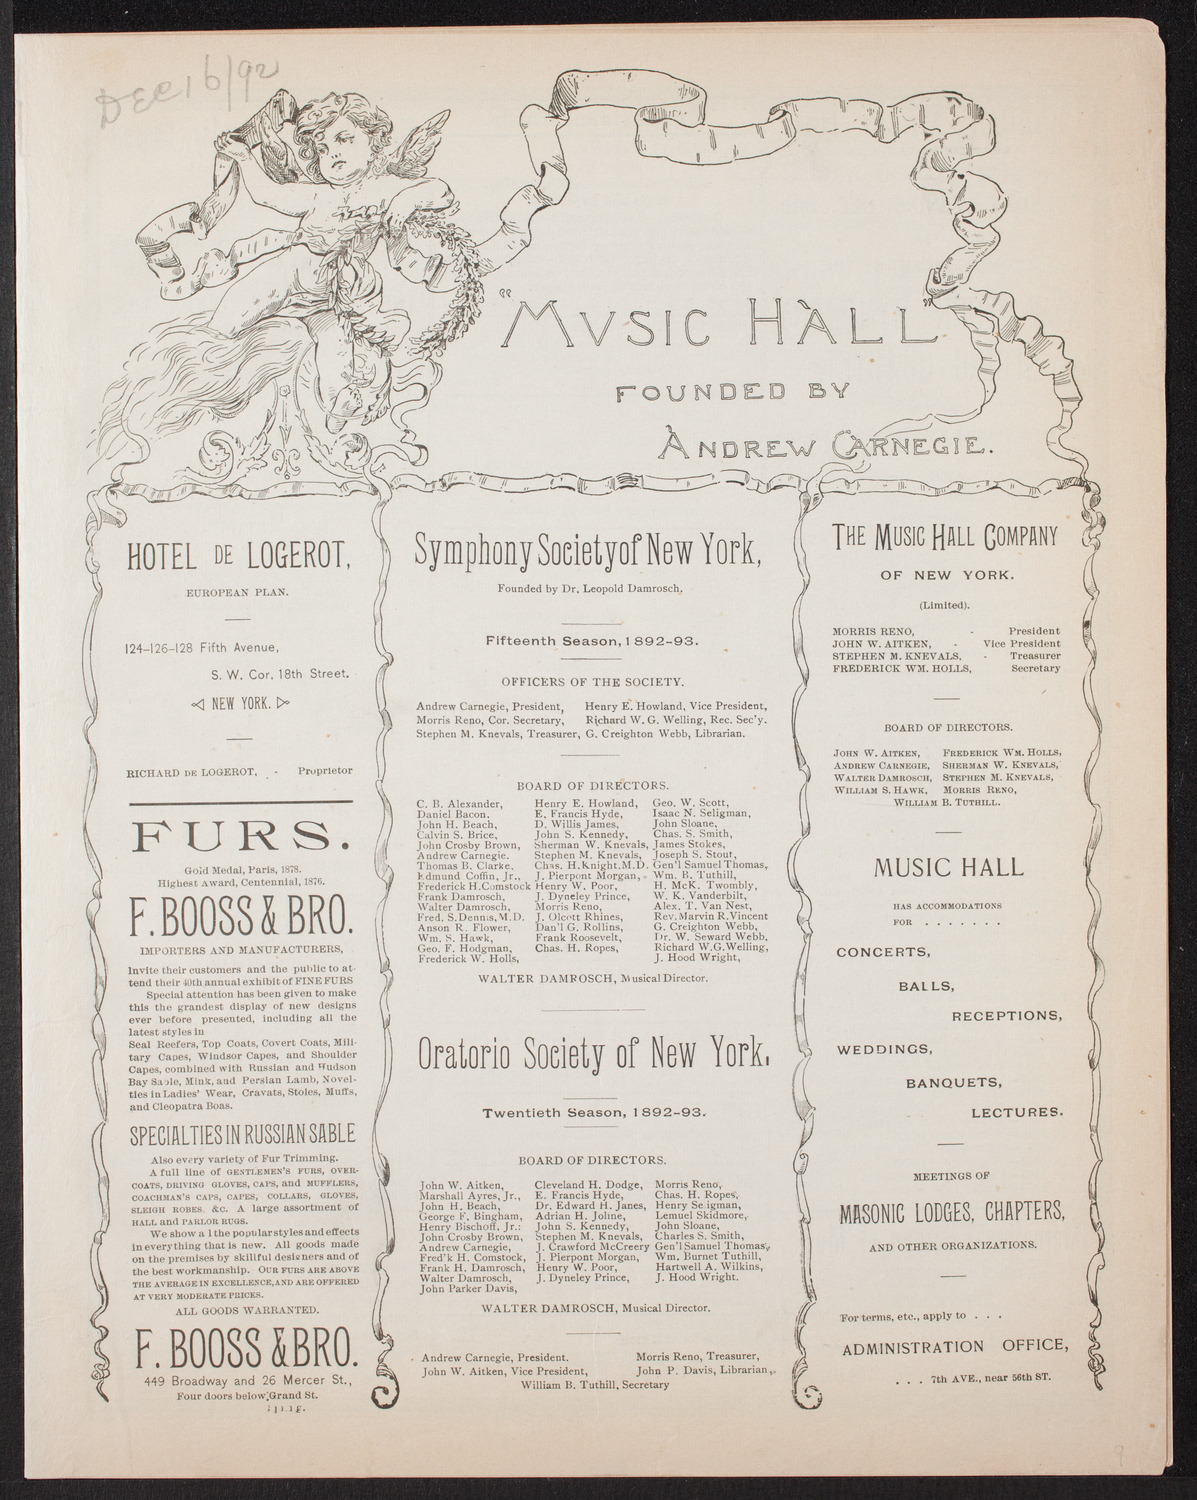 DEC 16/92
"MVSIC HALL"
FOUNDED BY
ANDREW CARNEGIE.
HOTEL DE LOGEROT,
EUROPEAN PLAN.
124–126–128 Fifth Avenue,
S. W. Cor. 18th Street.
NEW YORK.
RICHARD DE LOGEROT, - Proprietor
FURS.
Gold Medal, Paris, 1878.
Highest Award, Centennial, 1876.
F. BOOSS & BRO.
IMPORTERS AND MANUFACTURERS,
Invite their customers and the public to at-
tend their 40th annual exhibit of FINE FURS
Special attention has been given to make
this the grandest display of new designs
ever before presented, including all the
latest styles in
Seal Reefers, Top Coats, Covert Coats, Mili-
tary Capes, Windsor Capes, and Shoulder
Capes, combined with Russian and Hudson
Bay Sable, Mink, and Persian Lamb, Novel-
ties in Ladies' Wear, Cravats, Stoles, Muffs,
and Cleopatra Boas.
SPECIALTIES IN RUSSIAN SABLE
Also every variety of Fur Trimming.
A full line of GENTLEMEN'S FURS, OVER-
COATS, DRIVING GLOVES, CAPS, and MUFFLERS,
COACHMAN'S CAPS, CAPES, COLLARS, GLOVES,
SLEIGH ROBES, &C. A large assortment of
HALL and PARLOR RUGS.
We show all the popular styles and effects
in everything that is new. All goods made
on the premises by skillful designers and of
the best workmanship. OUR FURS ARE ABOVE
THE AVERAGE IN EXCELLENCE, AND ARE OFFERED
AT VERY MODERATE PRICES.
ALL GOODS WARRANTED.
F. BOOSS & BRO.
449 Broadway and 26 Mercer St.,
Four doors below Grand St.
Symphony Society of New York,
Founded by Dr. Leopold Damrosch.
Fifteenth Season, 1892-93.
OFFICERS OF THE SOCIETY.
Andrew Carnegie, President, Henry E. Howland, Vice President,
Morris Reno, Cor. Secretary, Richard W. G. Welling, Rec. Sec'y.
Stephen M. Knevals, Treasurer, G. Creighton Webb, Librarian.
BOARD OF DIRECTORS.
C. B. Alexander, Henry E. Howland, Geo. W. Scott,
Daniel Bacon. E. Francis Hyde, Isaac N. Seligman,
John H. Beach, D. Willis James, John Sloane,
Calvin S. Brice, John S. Kennedy, Chas. S. Smith,
John Crosby Brown, Sherman W. Knevals, James Stokes,
Andrew Carnegie. Stephen M. Knevals, Joseph S. Stout,
Thomas B. Clarke, Chas. H. Knight, M.D. Gen'l Samuel Thomas,
Edmund Coffin, Jr., J. Pierpont Morgan, Wm. B. Tuthill,
Frederick H. Comstock Henry W. Poor, H. McK. Twombly,
Frank Damrosch, J. Dyneley Prince, W. K. Vanderbilt,
Walter Damrosch, Morris Reno, Alex. T. Van Nest,
Fred. S. Dennis, M.D. J. Olcott Rhines, Rev. Marvin R. Vincent
Anson R. Flower, Dan'l G. Rollins, G. Creighton Webb,
Wm. S. Hawk, Frank Roosevelt, Dr. W. Seward Webb,
Geo. F. Hodgman, Chas. H. Ropes, Richard W. G. Welling,
Frederick W. Holls, J. Hood Wright,
WALTER DAMROSCH, Musical Director.
Oratorio Society of New York,
Twentieth Season, 1892-93.
BOARD OF DIRECTORS.
John W. Aitken, Cleveland H. Dodge, Morris Reno,
Marshall Ayres, Jr., E. Francis Hyde, Chas. H. Ropes,
John H. Beach, Dr. Edward H. Janes, Henry Seligman,
George F, Bingham, Adrian H. Joline, Lemuel Skidmore,
Henry Bischoff, Jr.: John S. Kennedy, John Sloane,
John Crosby Brown, Stephen M. Knevals, Charles S. Smith,
Andrew Carnegie, J. Crawford McCreery Gen'l Samuel Thomas,
Fred'k H. Comstock, J. Pierpont Morgan, Wm. Burnet Tuthill,
Frank H. Damrosch, Henry W. Poor, Hartwell A. Wilkins,
Walter Damrosch, J. Dyneley Prince, J. Hood Wright.
John Parker Davis,
WALTER DAMROSCH, Musical Director.
Andrew Carnegie, President. Morris Reno, Treasurer,
John W. Aitken, Vice President, John P. Davis, Librarian,
William B. Tuthill, Secretary
THE MUSIC HALL COMPANY
OF NEW YORK.
(Limited).
MORRIS RENO, - President
JOHN W. AITKEN, - Vice President
STEPHEN M. KNEVALS, - Treasurer
FREDERICK WM. HOLLS, Secretary
BOARD OF DIRECTORS.
JOHN W. AITKEN, FREDERICK WM. HOLLS,
ANDREW CARNEGIE, SHERMAN W. KNEVALS,
WALTER DAMROSCH, STEPHEN M. KNEVALS,
WILLIAM S. HAWK, MORRIS RENO,
WILLIAM B. TUTHILL.
MUSIC HALL
HAS ACCOMMODATIONS
FOR . . . . . . .
CONCERTS,
BALLS,
RECEPTIONS,
WEDDINGS,
BANQUETS,
LECTURES.
MEETINGS OF
MASONIC LODGES, CHAPTERS,
AND OTHER ORGANIZATIONS.
For terms, etc., apply to . . .
ADMINISTRATION OFFICE,
. . . 7th AVE., near 56th ST.
9